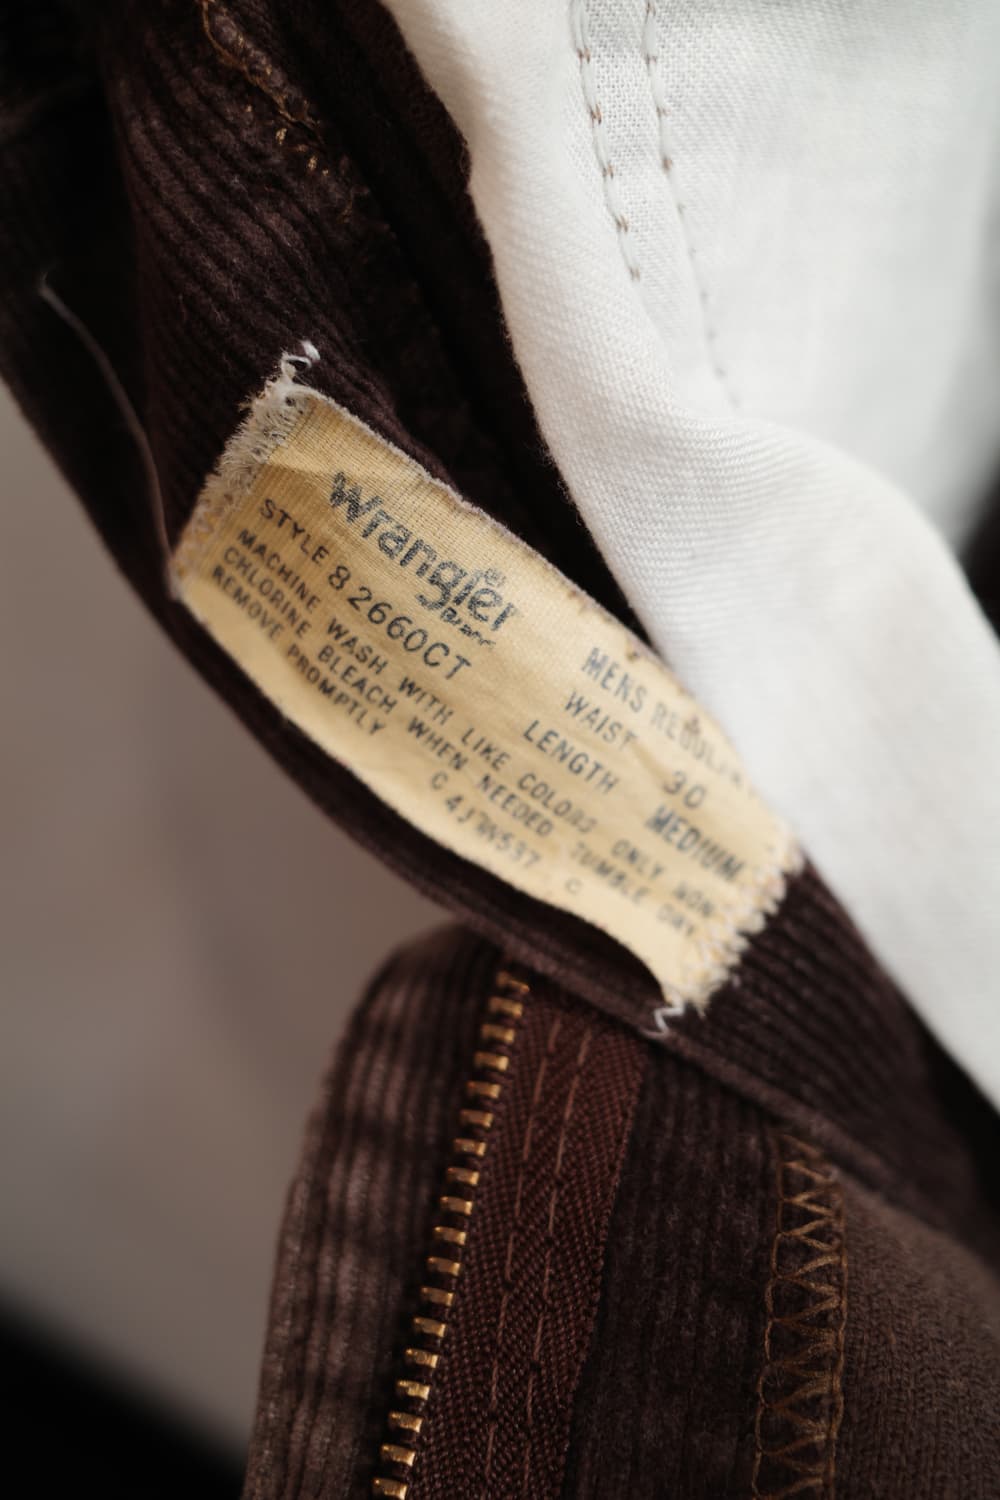 Wrangler
STYLE 82660CT
MENS REGULAR
WAIST 30
LENGTH MEDIUM
MACHINE WASH WITH LIKE COLORS ONLY NON
CHLORINE BLEACH WHEN NEEDED TUMBLE DRY
REMOVE PROMPTLY